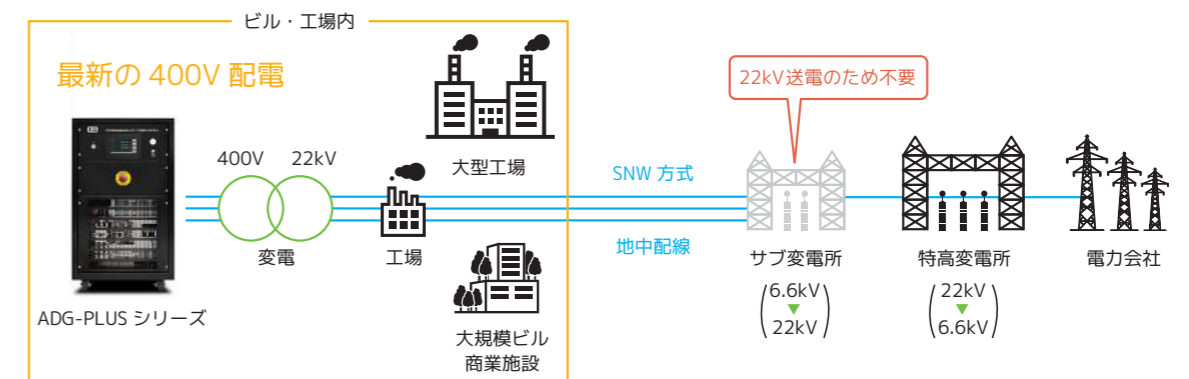 ビル・工場内
最新の 400V 配電
22kV送電のため不要
400V
22kV
大型工場
SNW 方式
変電
工場
地中配線
サブ変電所
特高変電所
電力会社
(6.6kV
▼
22kV)
(22kV
▼
6.6kV)
ADG-PLUS シリーズ
大規模ビル
商業施設